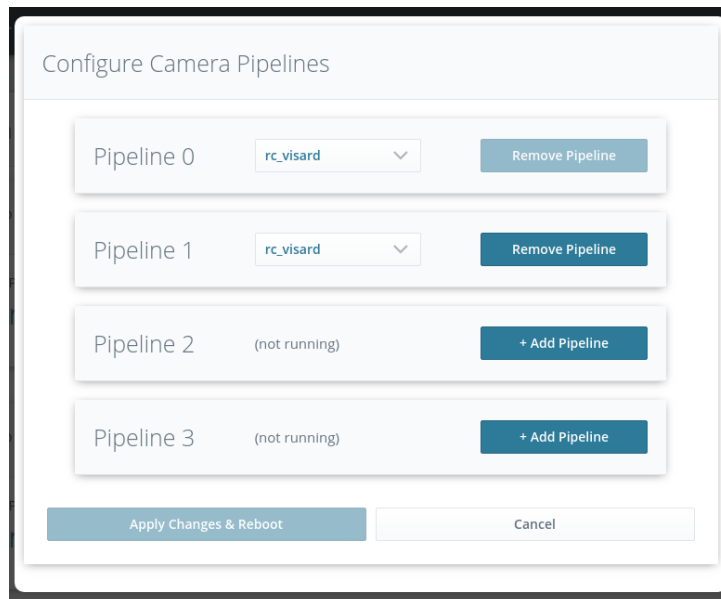 Configure Camera Pipelines
Pipeline 0 rc_visard Remove Pipeline
Pipeline 1 rc_visard Remove Pipeline
Pipeline 2 (not running) + Add Pipeline
Pipeline 3 (not running) + Add Pipeline
Apply Changes & Reboot Cancel